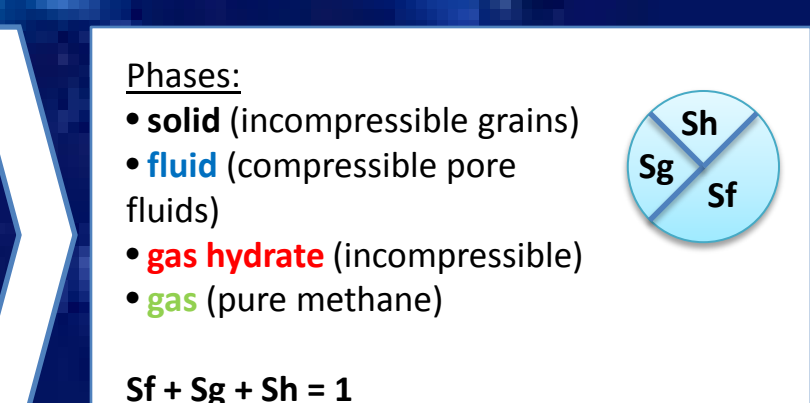 Phases:
• solid (incompressible grains)
• fluid (compressible pore
fluids)
• gas hydrate (incompressible)
• gas (pure methane)
Sf + Sg + Sh = 1
Sh
Sg
Sf